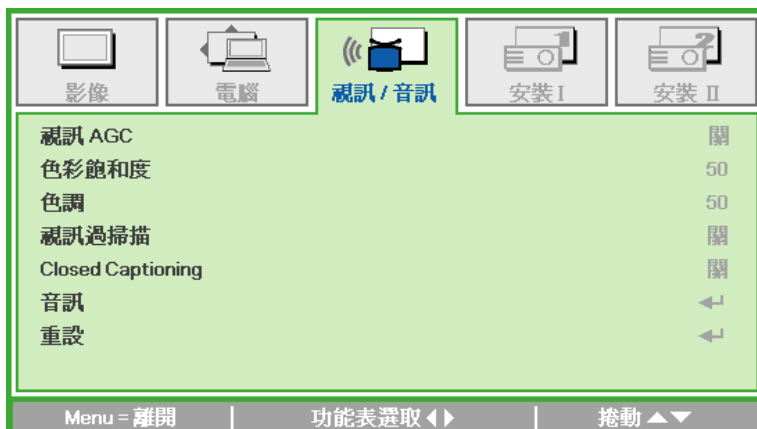 影像
電腦
視訊 / 音訊
安裝 I
安裝 II
視訊 AGC 關
色彩飽和度 50
色調 50
視訊過掃描 關
Closed Captioning 關
音訊
重設
Menu = 離開 功能表選取 捲動